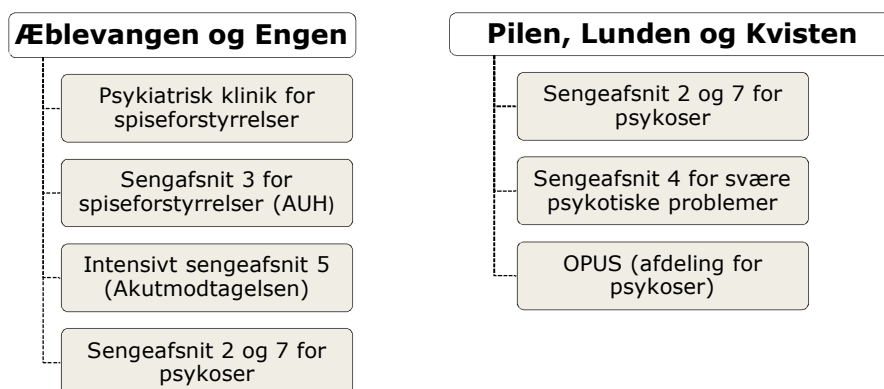 Æblevangen og Engen
Psykiatrisk klinik for
spiseforstyrrelser
Sengafsnit 3 for
spiseforstyrrelser (AUH)
Intensivt sengeafsnit 5
(Akutmodtagelsen)
Sengeafsnit 2 og 7 for
psykoser
Pilen, Lunden og Kvisten
Sengeafsnit 2 og 7 for
psykoser
Sengeafsnit 4 for svære
psykotiske problemer
OPUS (afdeling for
psykoser)